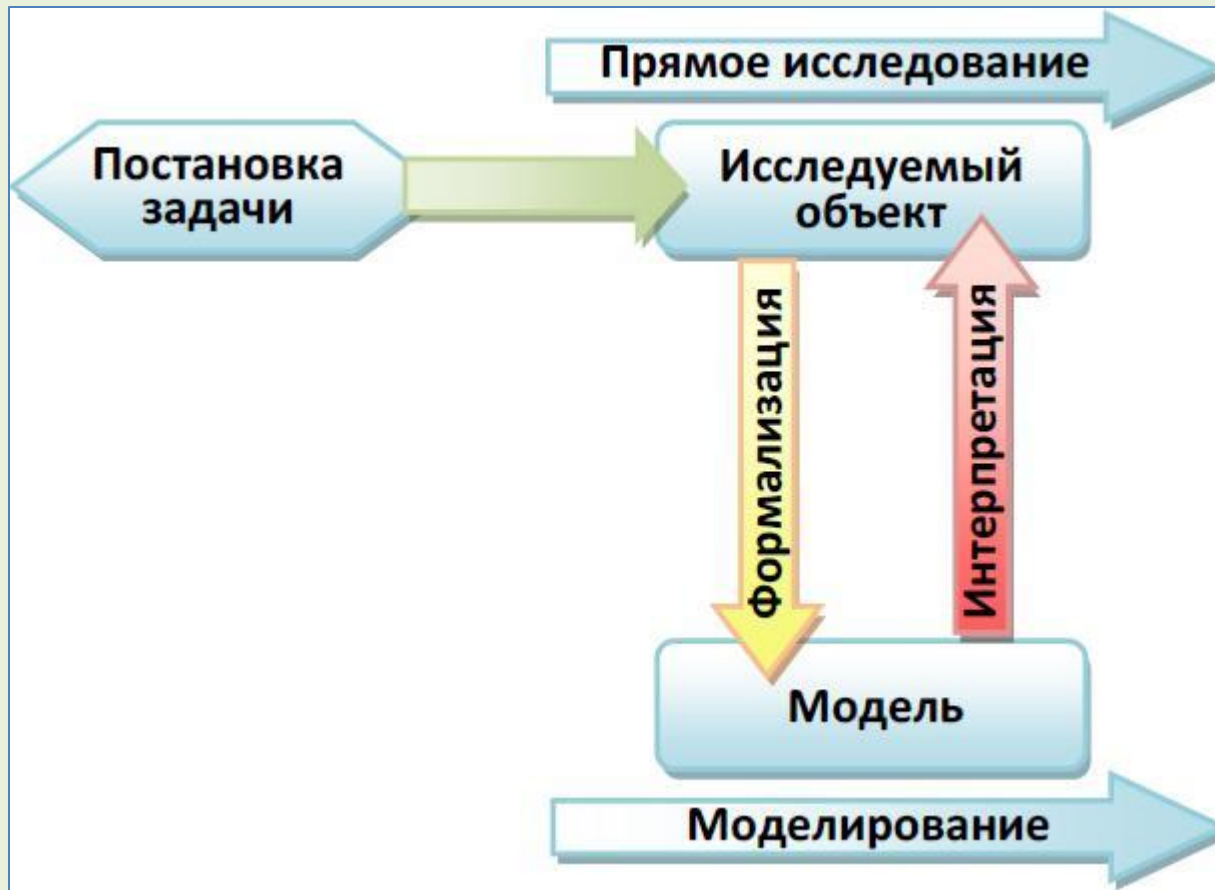 Прямое исследование
Постановка
задачи
Исследуемый
объект
Формализация
Интерпретация
Модель
Моделирование